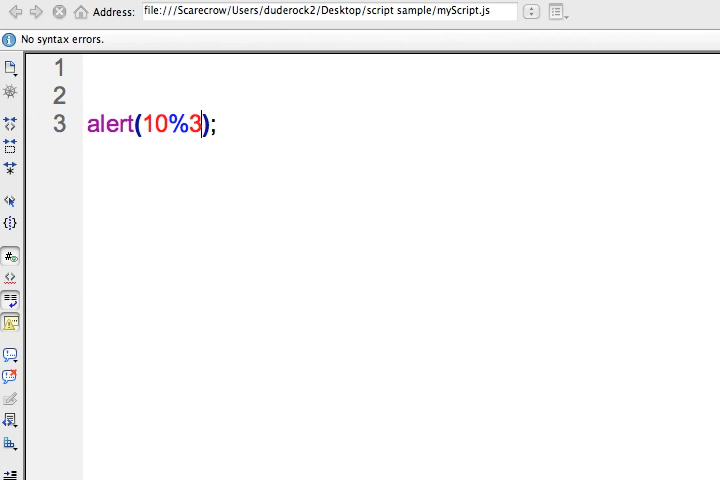 Address: file:///Scarecrow/Users/duderock2/Desktop/script sample/myScript.js
No syntax errors.
1
2
3 alert(10%3);